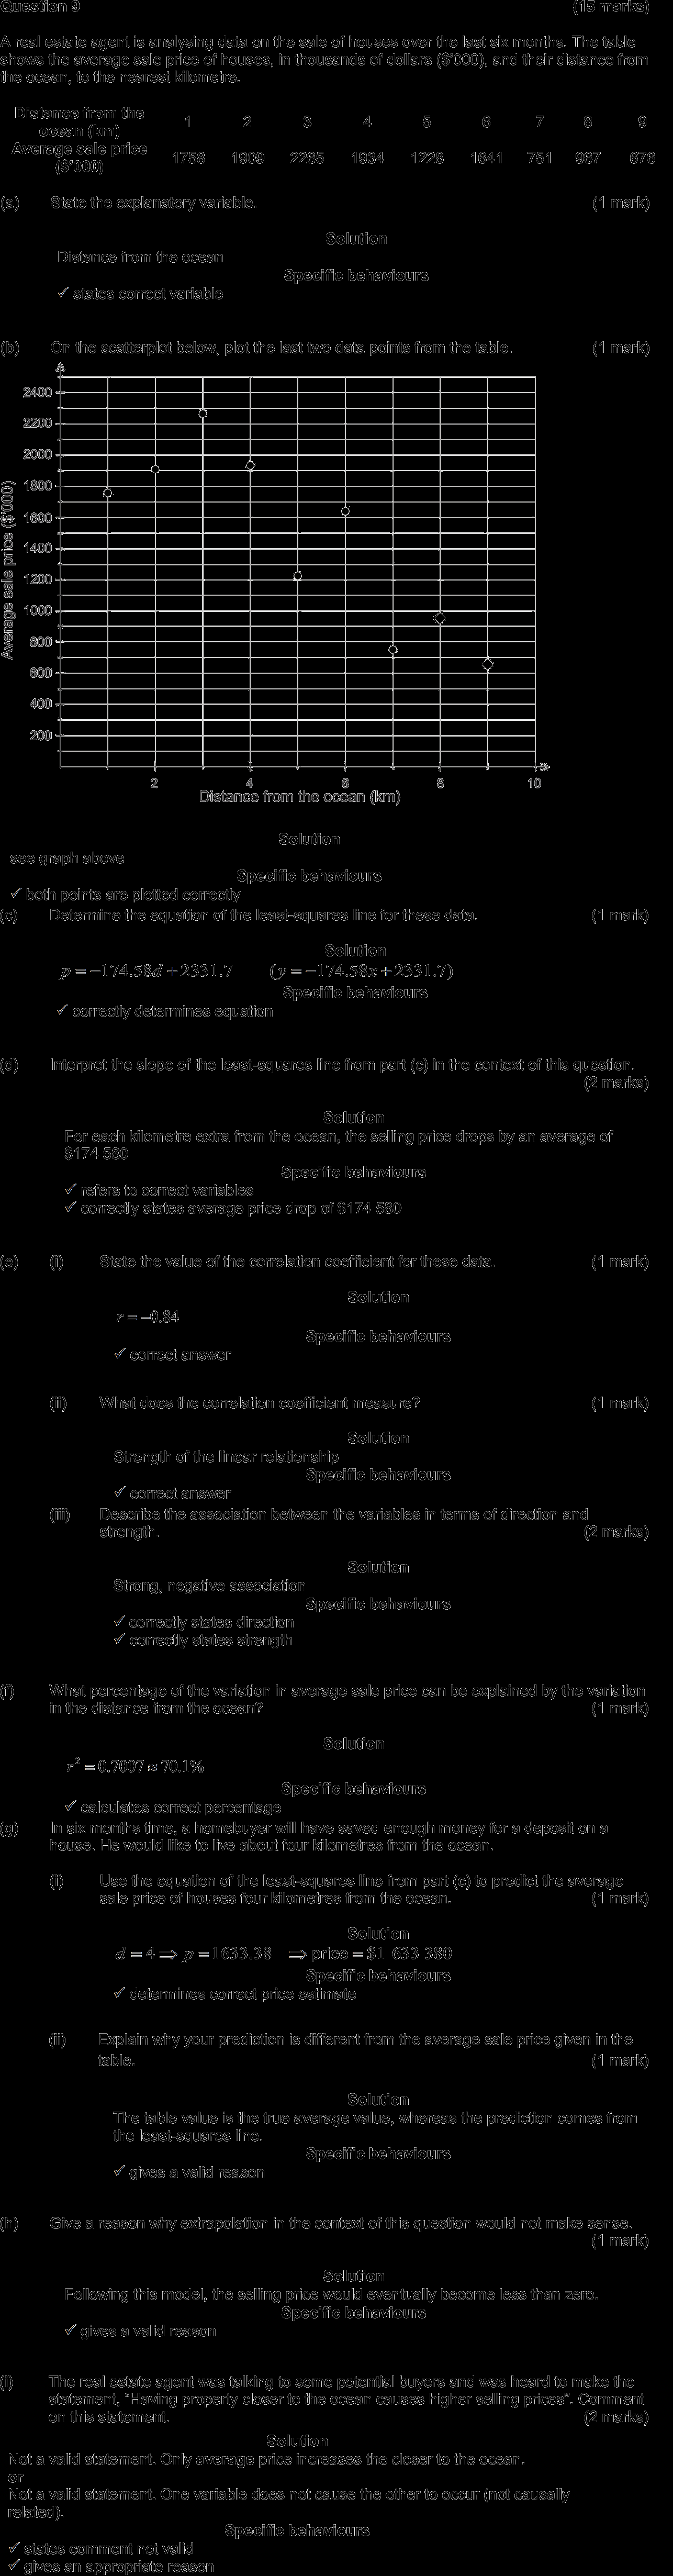 Question 9 (15 marks)
A real estate agent is analysing data on the sale of houses over the last six months. The table
shows the average sale price of houses, in thousands of dollars ($'000), and their distance from
the ocean, to the nearest kilometre.
Distance from the
ocean (km) 1 2 3 4 5 6 7 8 9
Average sale price
($'000) 1758 1909 2265 1934 1228 1641 751 967 676
(a) State the explanatory variable. (1 mark)
Solution
Distance from the ocean
Specific behaviours
✓ states correct variable
(b) On the scatterplot below, plot the last two data points from the table. (1 mark)
2400
2200
2000
1800
1600
1400
1200
1000
800
600
400
200
Average sale price ($'000)
2 4 6 8 10
Distance from the ocean (km)
Solution
see graph above
Specific behaviours
✓ both points are plotted correctly
(c) Determine the equation of the least-squares line for these data. (1 mark)
Solution
p = −174.58d + 2331.7 (y = −174.58x + 2331.7)
Specific behaviours
✓ correctly determines equation
(d) Interpret the slope of the least-squares line from part (c) in the context of this question.
(2 marks)
Solution
For each kilometre extra from the ocean, the selling price drops by an average of
$174 580
Specific behaviours
✓ refers to correct variables
✓ correctly states average price drop of $174 580
(e) (i) State the value of the correlation coefficient for these data. (1 mark)
Solution
r = −0.84
Specific behaviours
✓ correct answer
(ii) What does the correlation coefficient measure? (1 mark)
Solution
Strength of the linear relationship
Specific behaviours
✓ correct answer
(iii) Describe the association between the variables in terms of direction and
strength. (2 marks)
Solution
Strong, negative association
Specific behaviours
✓ correctly states direction
✓ correctly states strength
(f) What percentage of the variation in average sale price can be explained by the variation
in the distance from the ocean? (1 mark)
Solution
r² = 0.7007 ≈ 70.1%
Specific behaviours
✓ calculates correct percentage
(g) In six months time, a homebuyer will have saved enough money for a deposit on a
house. He would like to live about four kilometres from the ocean.
(i) Use the equation of the least-squares line from part (c) to predict the average
sale price of houses four kilometres from the ocean. (1 mark)
Solution
d = 4 ⟹ p = 1633.38 ⟹ price = $1 633 380
Specific behaviours
✓ determines correct price estimate
(ii) Explain why your prediction is different from the average sale price given in the
table. (1 mark)
Solution
The table value is the true average value, whereas the prediction comes from
the least-squares line.
Specific behaviours
✓ gives a valid reason
(h) Give a reason why extrapolation in the context of this question would not make sense.
(1 mark)
Solution
Following this model, the selling price would eventually become less than zero.
Specific behaviours
✓ gives a valid reason
(i) The real estate agent was talking to some potential buyers and was heard to make the
statement, "Having property closer to the ocean causes higher selling prices". Comment
on this statement. (2 marks)
Solution
Not a valid statement. Only average price increases the closer to the ocean.
or
Not a valid statement. One variable does not cause the other to occur (not causally
related).
Specific behaviours
✓ states comment not valid
✓ gives an appropriate reason